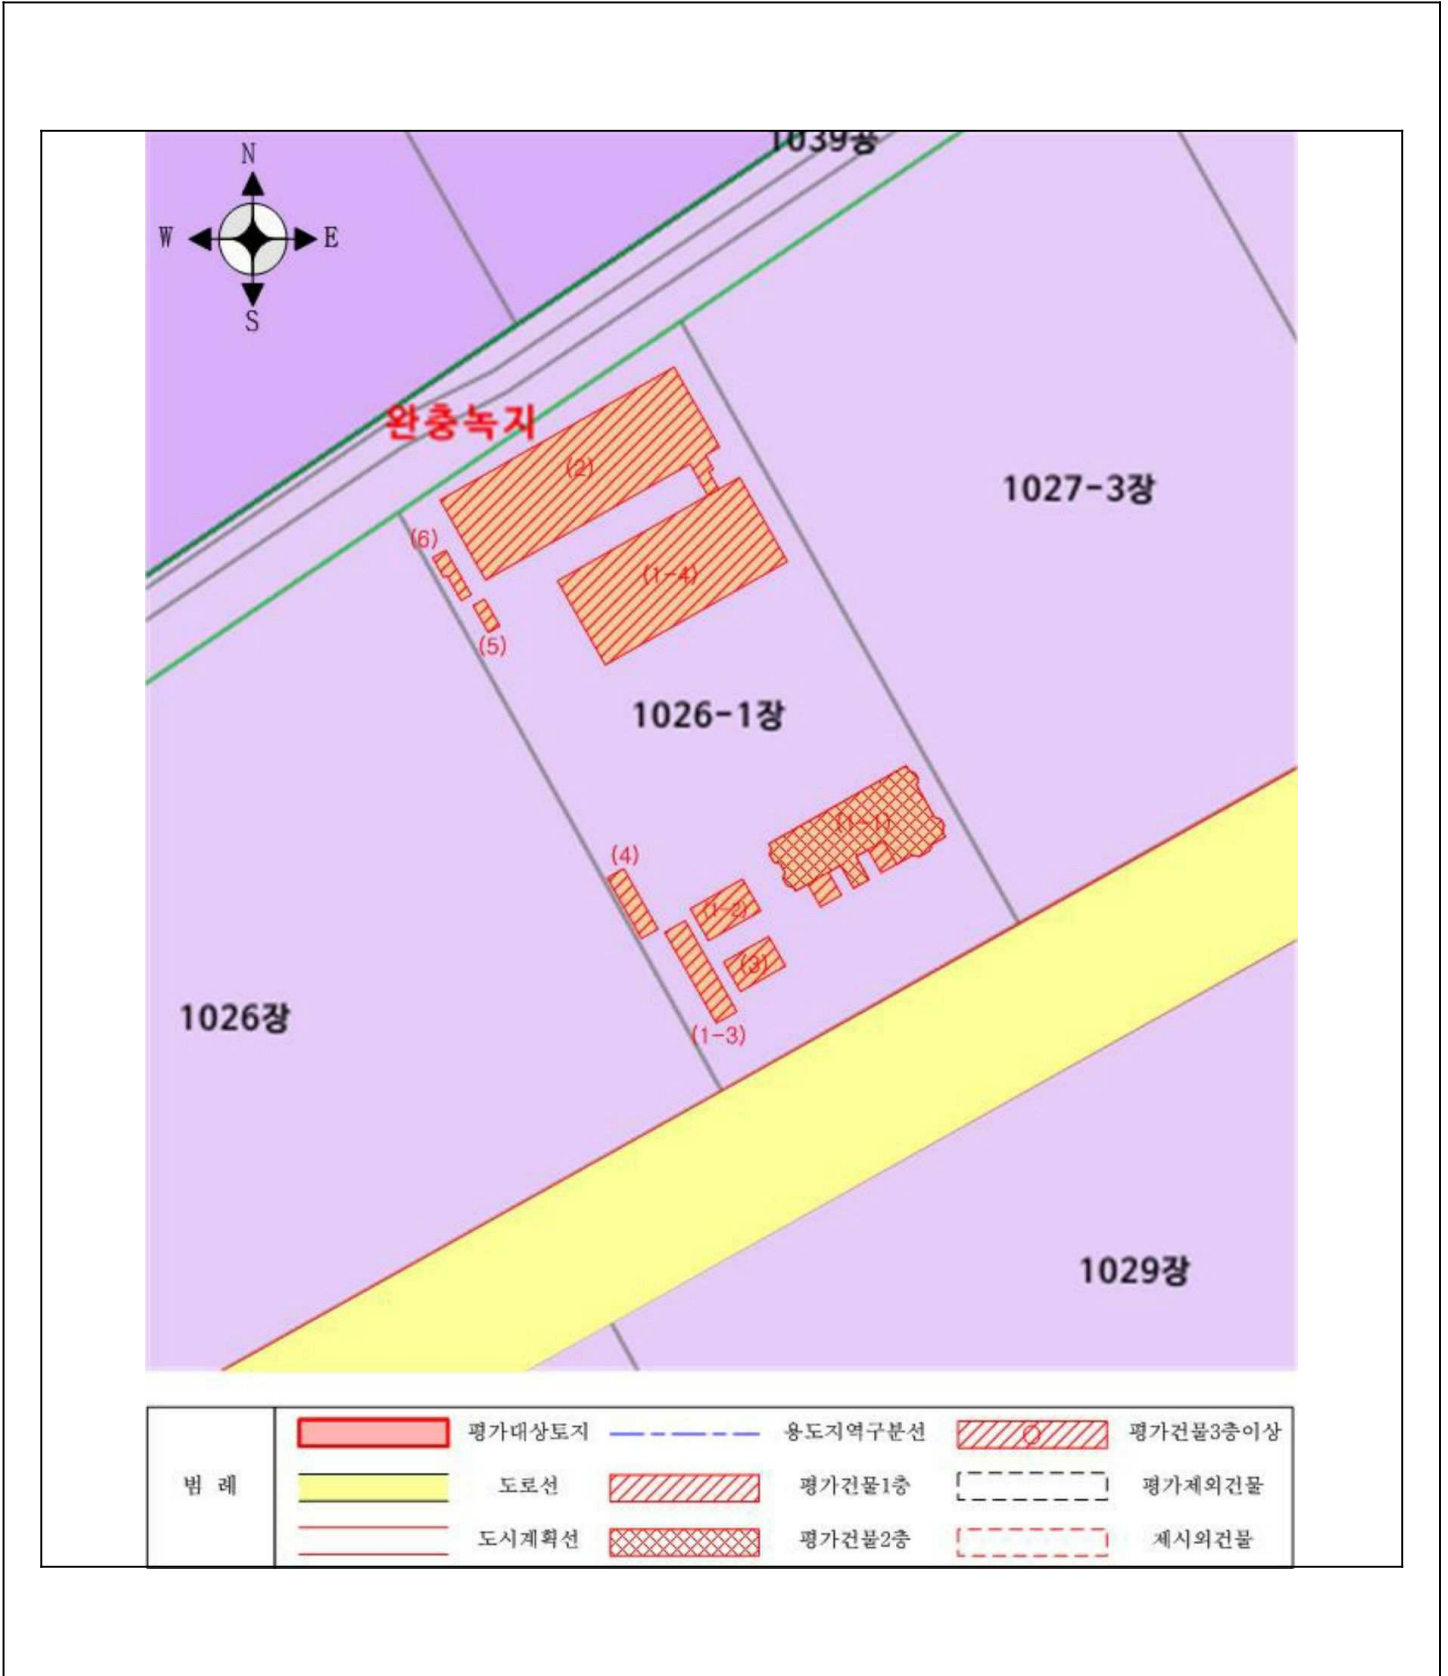 1039공
N
W E
S
완충녹지
(2)
1027-3장
(6)
(1-4)
(5)
1026-1장
(1-1)
(4)
(1-2)
(3)
1026장
(1-3)
1029장
범 례
평가대상토지 용도지역구분선 평가건물3층이상
도로선 평가건물1층 평가제외건물
도시계획선 평가건물2층 제시외건물